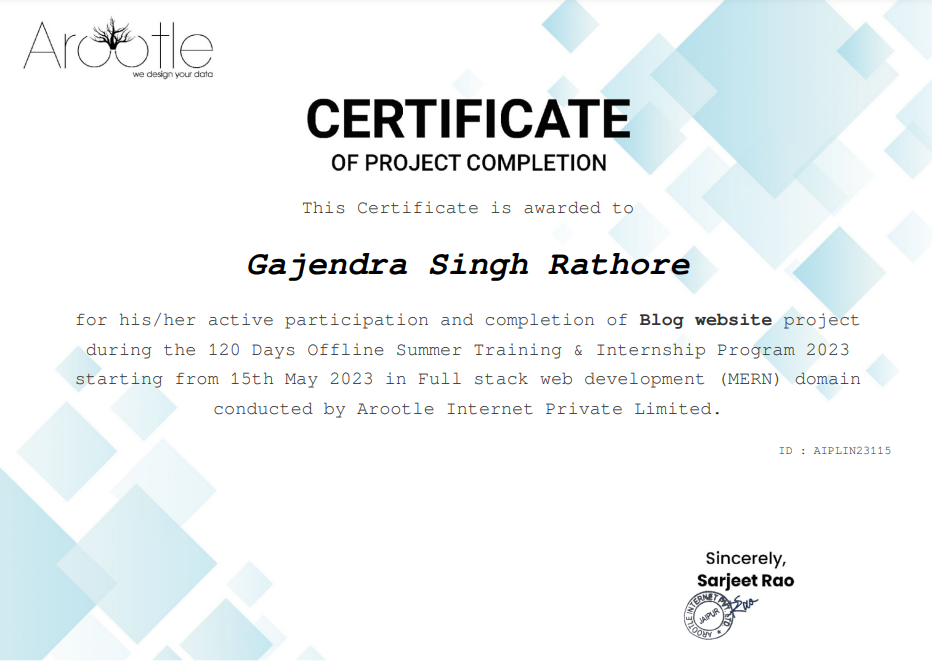 Arootle
we design your data
CERTIFICATE
OF PROJECT COMPLETION
This Certificate is awarded to
Gajendra Singh Rathore
for his/her active participation and completion of Blog website project
during the 120 Days Offline Summer Training & Internship Program 2023
starting from 15th May 2023 in Full stack web development (MERN) domain
conducted by Arootle Internet Private Limited.
ID : AIPLIN23115
Sincerely,
Sarjeet Rao
AROOTLE INTERNET PVT. LTD.
JAIPUR
Rao